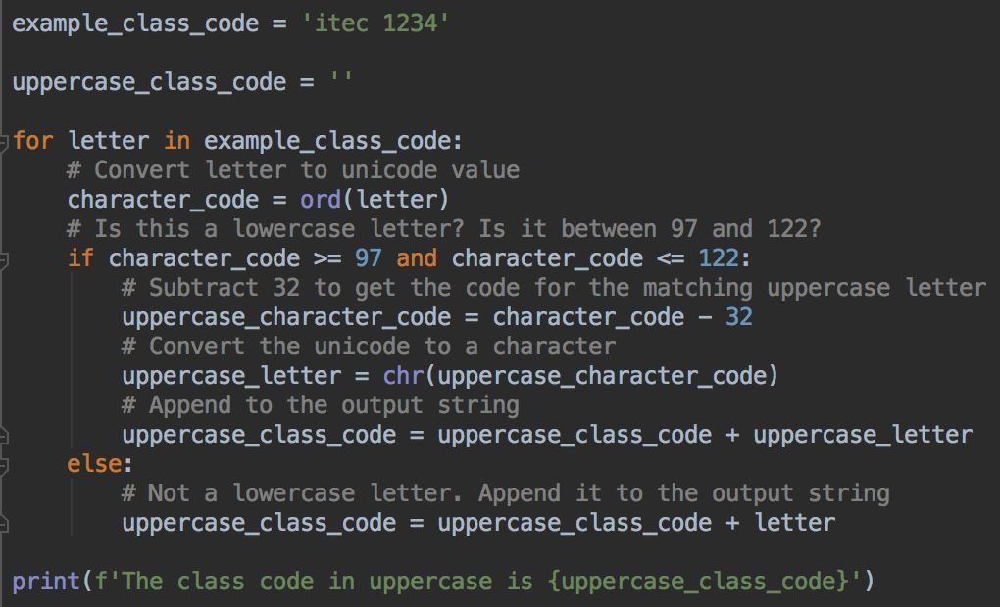 example_class_code = 'itec 1234'
uppercase_class_code = ''
for letter in example_class_code:
    # Convert letter to unicode value
    character_code = ord(letter)
    # Is this a lowercase letter? Is it between 97 and 122?
    if character_code >= 97 and character_code <= 122:
        # Subtract 32 to get the code for the matching uppercase letter
        uppercase_character_code = character_code - 32
        # Convert the unicode to a character
        uppercase_letter = chr(uppercase_character_code)
        # Append to the output string
        uppercase_class_code = uppercase_class_code + uppercase_letter
    else:
        # Not a lowercase letter. Append it to the output string
        uppercase_class_code = uppercase_class_code + letter
print(f'The class code in uppercase is {uppercase_class_code}')